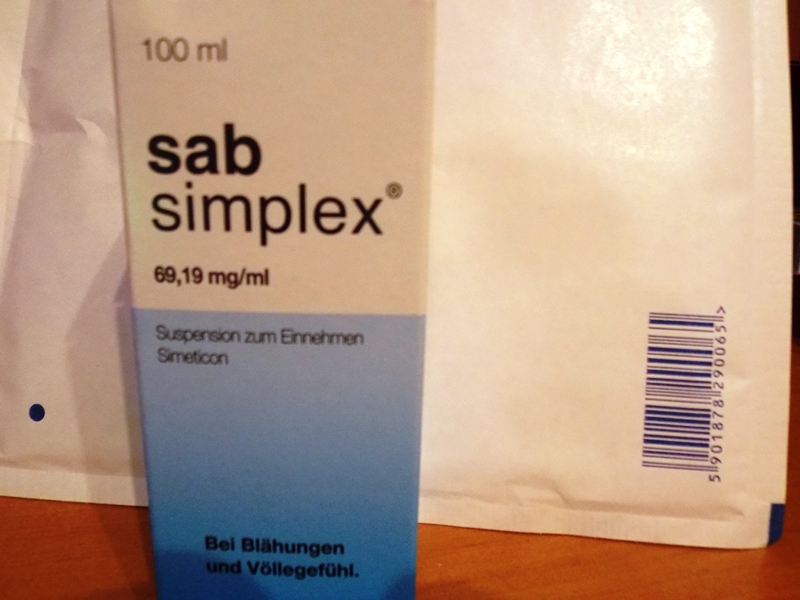 100 ml
sab
simplex®
69,19 mg/ml
Suspension zum Einnehmen
Simeticon
Bei Blähungen
und Völlegefühl.
5 901878 290065 >